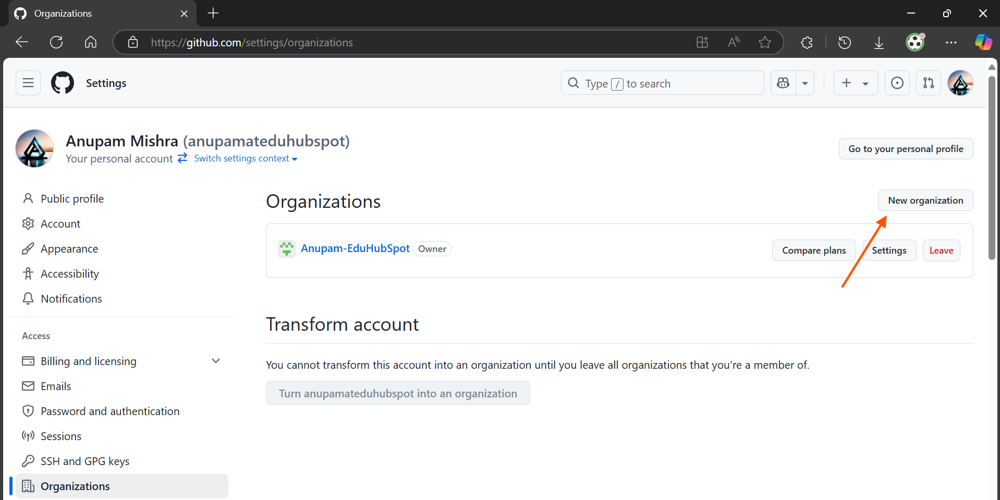 Organizations
https://github.com/settings/organizations
Settings
Type / to search
Anupam Mishra (anupamateduhubspot)
Your personal account Switch settings context
Go to your personal profile
Public profile
Account
Appearance
Accessibility
Notifications
Access
Billing and licensing
Emails
Password and authentication
Sessions
SSH and GPG keys
Organizations
Organizations
New organization
Anupam-EduHubSpot Owner
Compare plans Settings Leave
Transform account
You cannot transform this account into an organization until you leave all organizations that you’re a member of.
Turn anupamateduhubspot into an organization